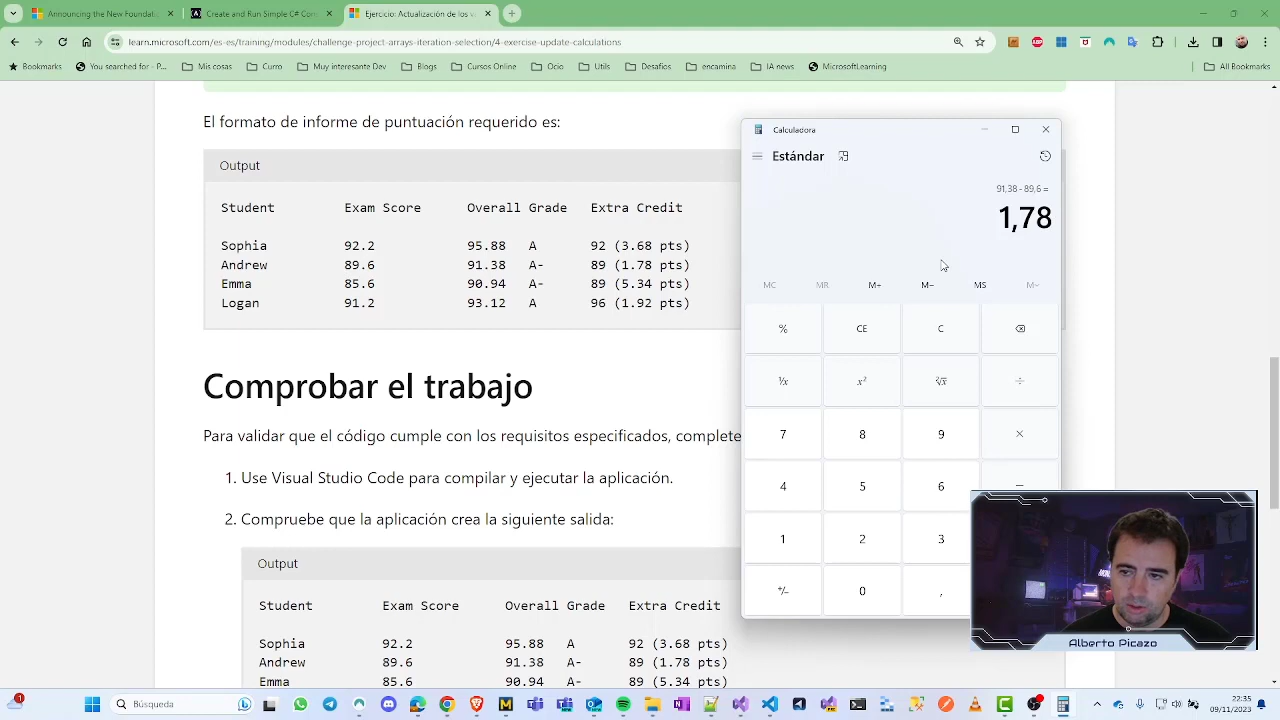 Announcing the New Foundatic
Create and Run Simple C# Con
Ejercicio: Actualización de los v
learn.microsoft.com/es-es/training/modules/challenge-project-arrays-iteration-selection/4-exercise-update-calculations
Bookmarks
You searched for - P...
Mis cosas
Curro
Muy interesante Dev
Blogs
Cursos Online
Ocio
Utils
Desafios
encamina
IA news
MicrosoftLearning
All Bookmarks
El formato de informe de puntuación requerido es:
Output
Student Exam Score Overall Grade Extra Credit
Sophia 92.2 95.88 A 92 (3.68 pts)
Andrew 89.6 91.38 A- 89 (1.78 pts)
Emma 85.6 90.94 A- 89 (5.34 pts)
Logan 91.2 93.12 A 96 (1.92 pts)
Comprobar el trabajo
Para validar que el código cumple con los requisitos especificados, complete
1. Use Visual Studio Code para compilar y ejecutar la aplicación.
2. Compruebe que la aplicación crea la siguiente salida:
Output
Student Exam Score Overall Grade Extra Credit
Sophia 92.2 95.88 A 92 (3.68 pts)
Andrew 89.6 91.38 A- 89 (1.78 pts)
Emma 85.6 90.94 A- 89 (5.34 pts)
Calculadora
Estándar
91,38 - 89,6 =
1,78
MC MR M+ M- MS M˅
% CE C
¹/x x² ²√x ÷
7 8 9 ×
4 5 6 −
1 2 3
+/- 0 ,
Alberto Picazo
1
Búsqueda
22:35
09/11/2023